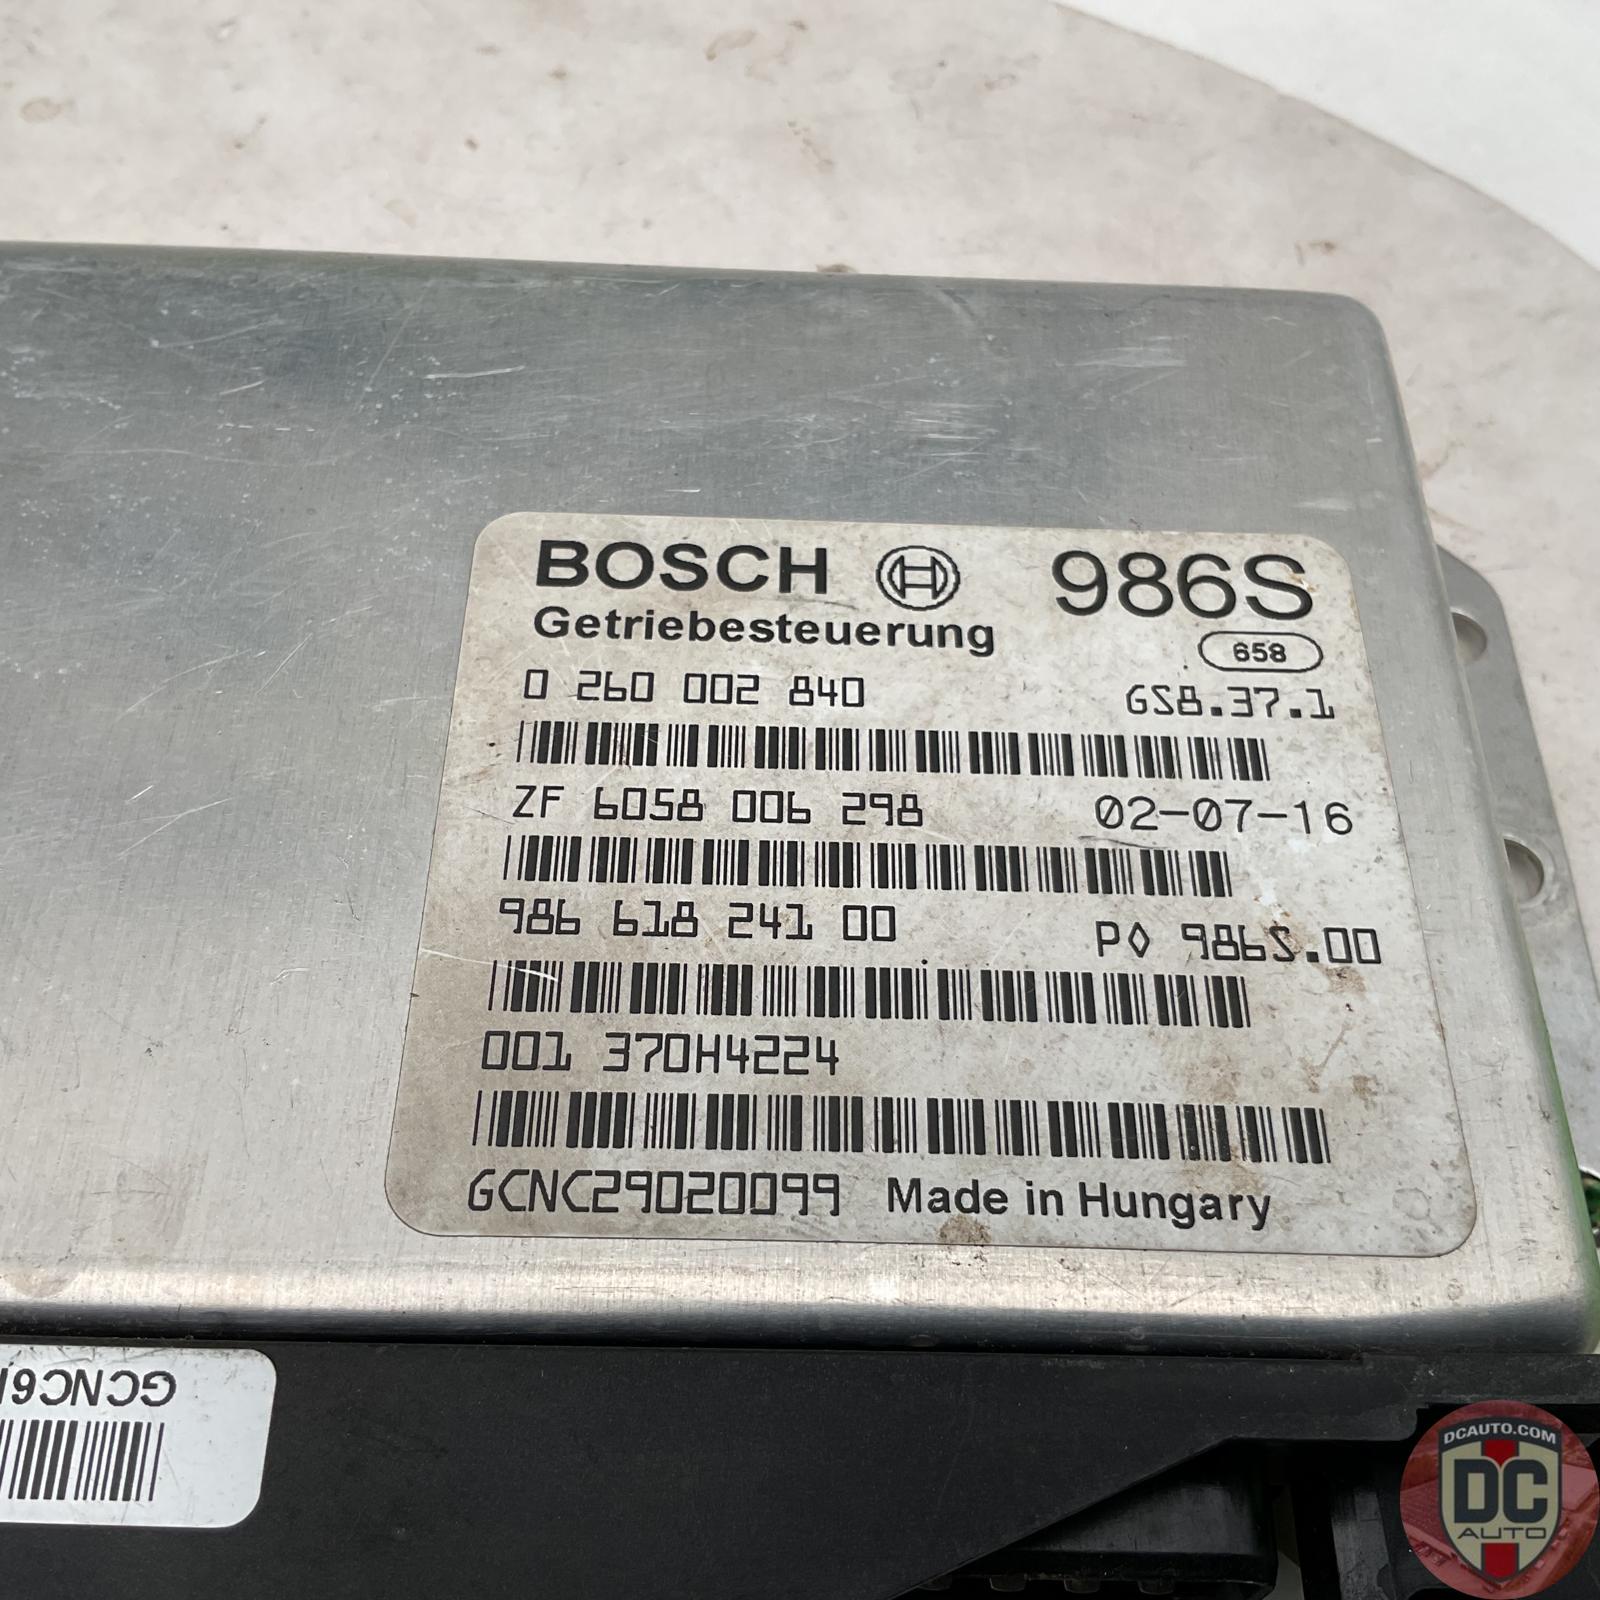 BOSCH 986S
Getriebesteuerung 658
0 260 002 840 GS8.37.1
ZF 6058 006 298 02-07-16
986 618 241 00 P◊ 986S.00
001 370H4224
GCNC29020099 Made in Hungary
GCNC6
DCAUTO.COM
DC
AUTO